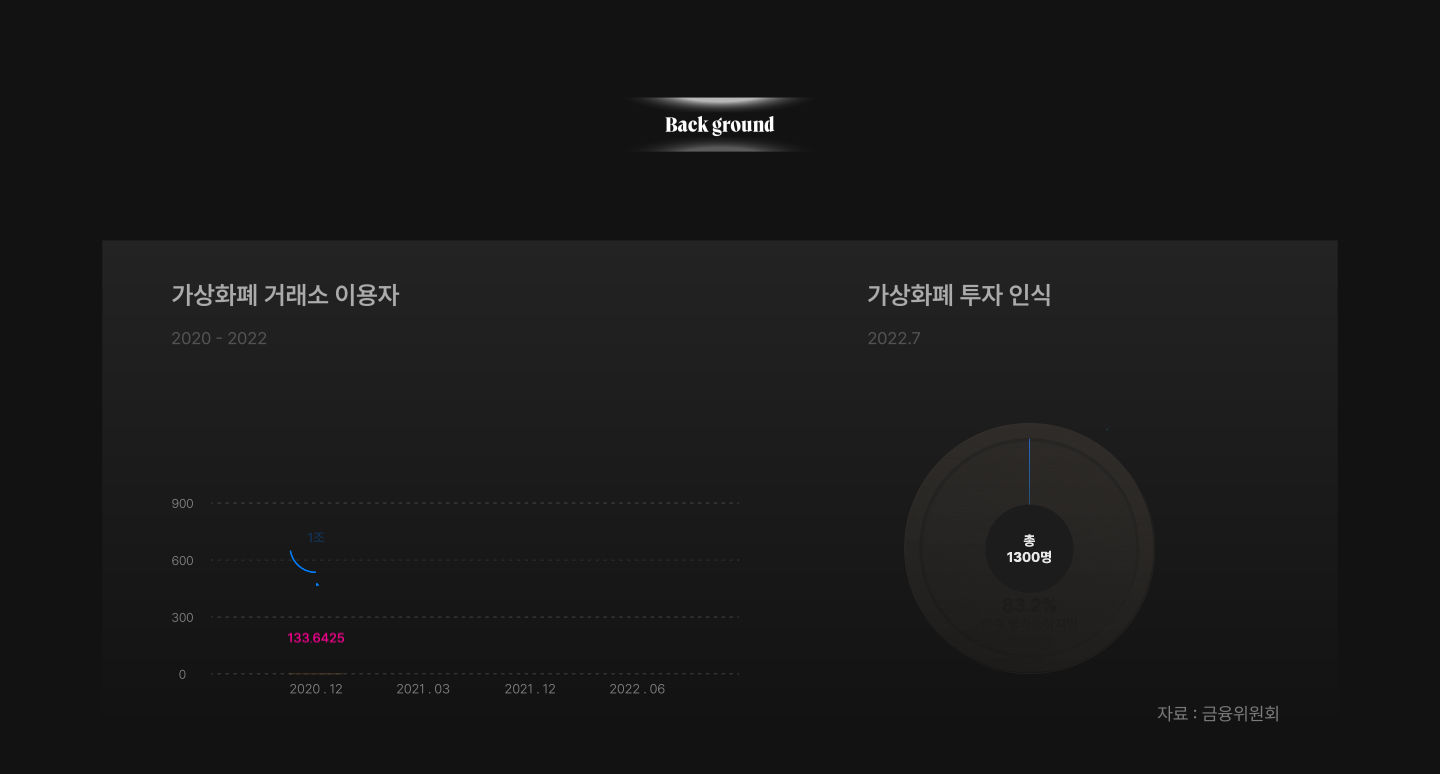 Back ground
가상화폐 거래소 이용자
2020 - 2022
900
1조
600
300
133.6425
0
2020 . 12
2021 . 03
2021 . 12
2022 . 06
가상화폐 투자 인식
2022.7
총
1300명
83.2%
자료 : 금융위원회